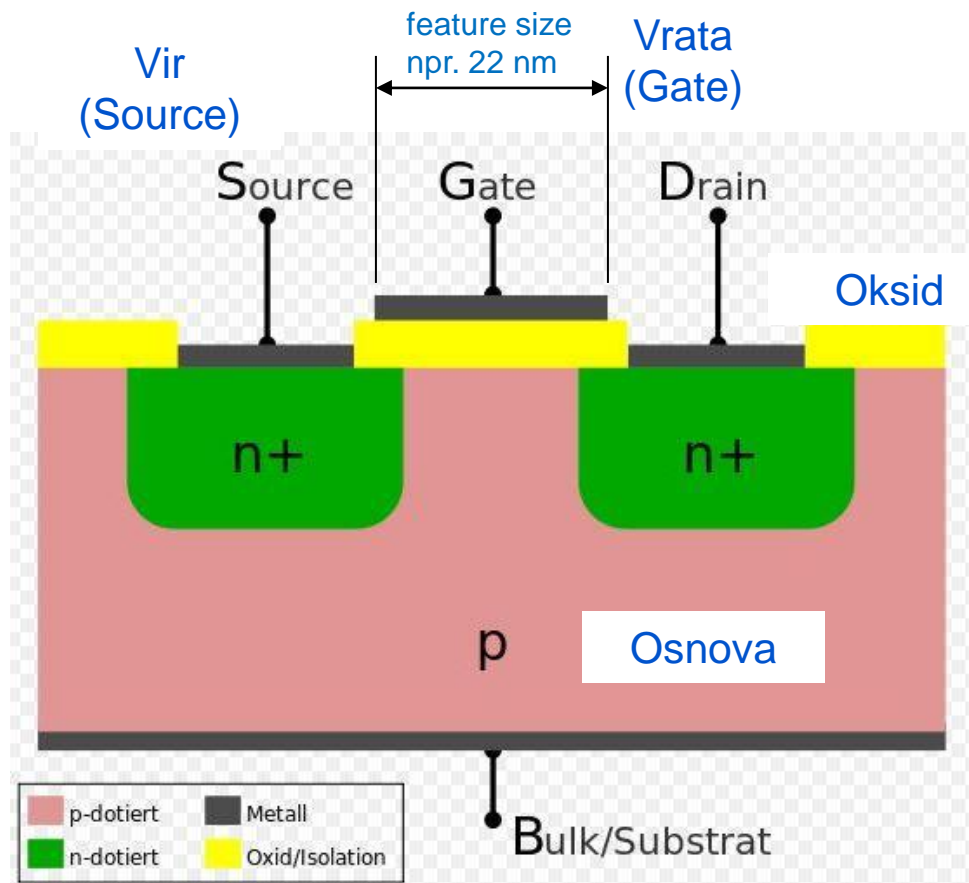 feature size
npr. 22 nm
Vir
(Source)
Vrata
(Gate)
Source
Gate
Drain
Oksid
n+
n+
p
Osnova
p-dotiert
Metall
n-dotiert
Oxid/Isolation
Bulk/Substrat